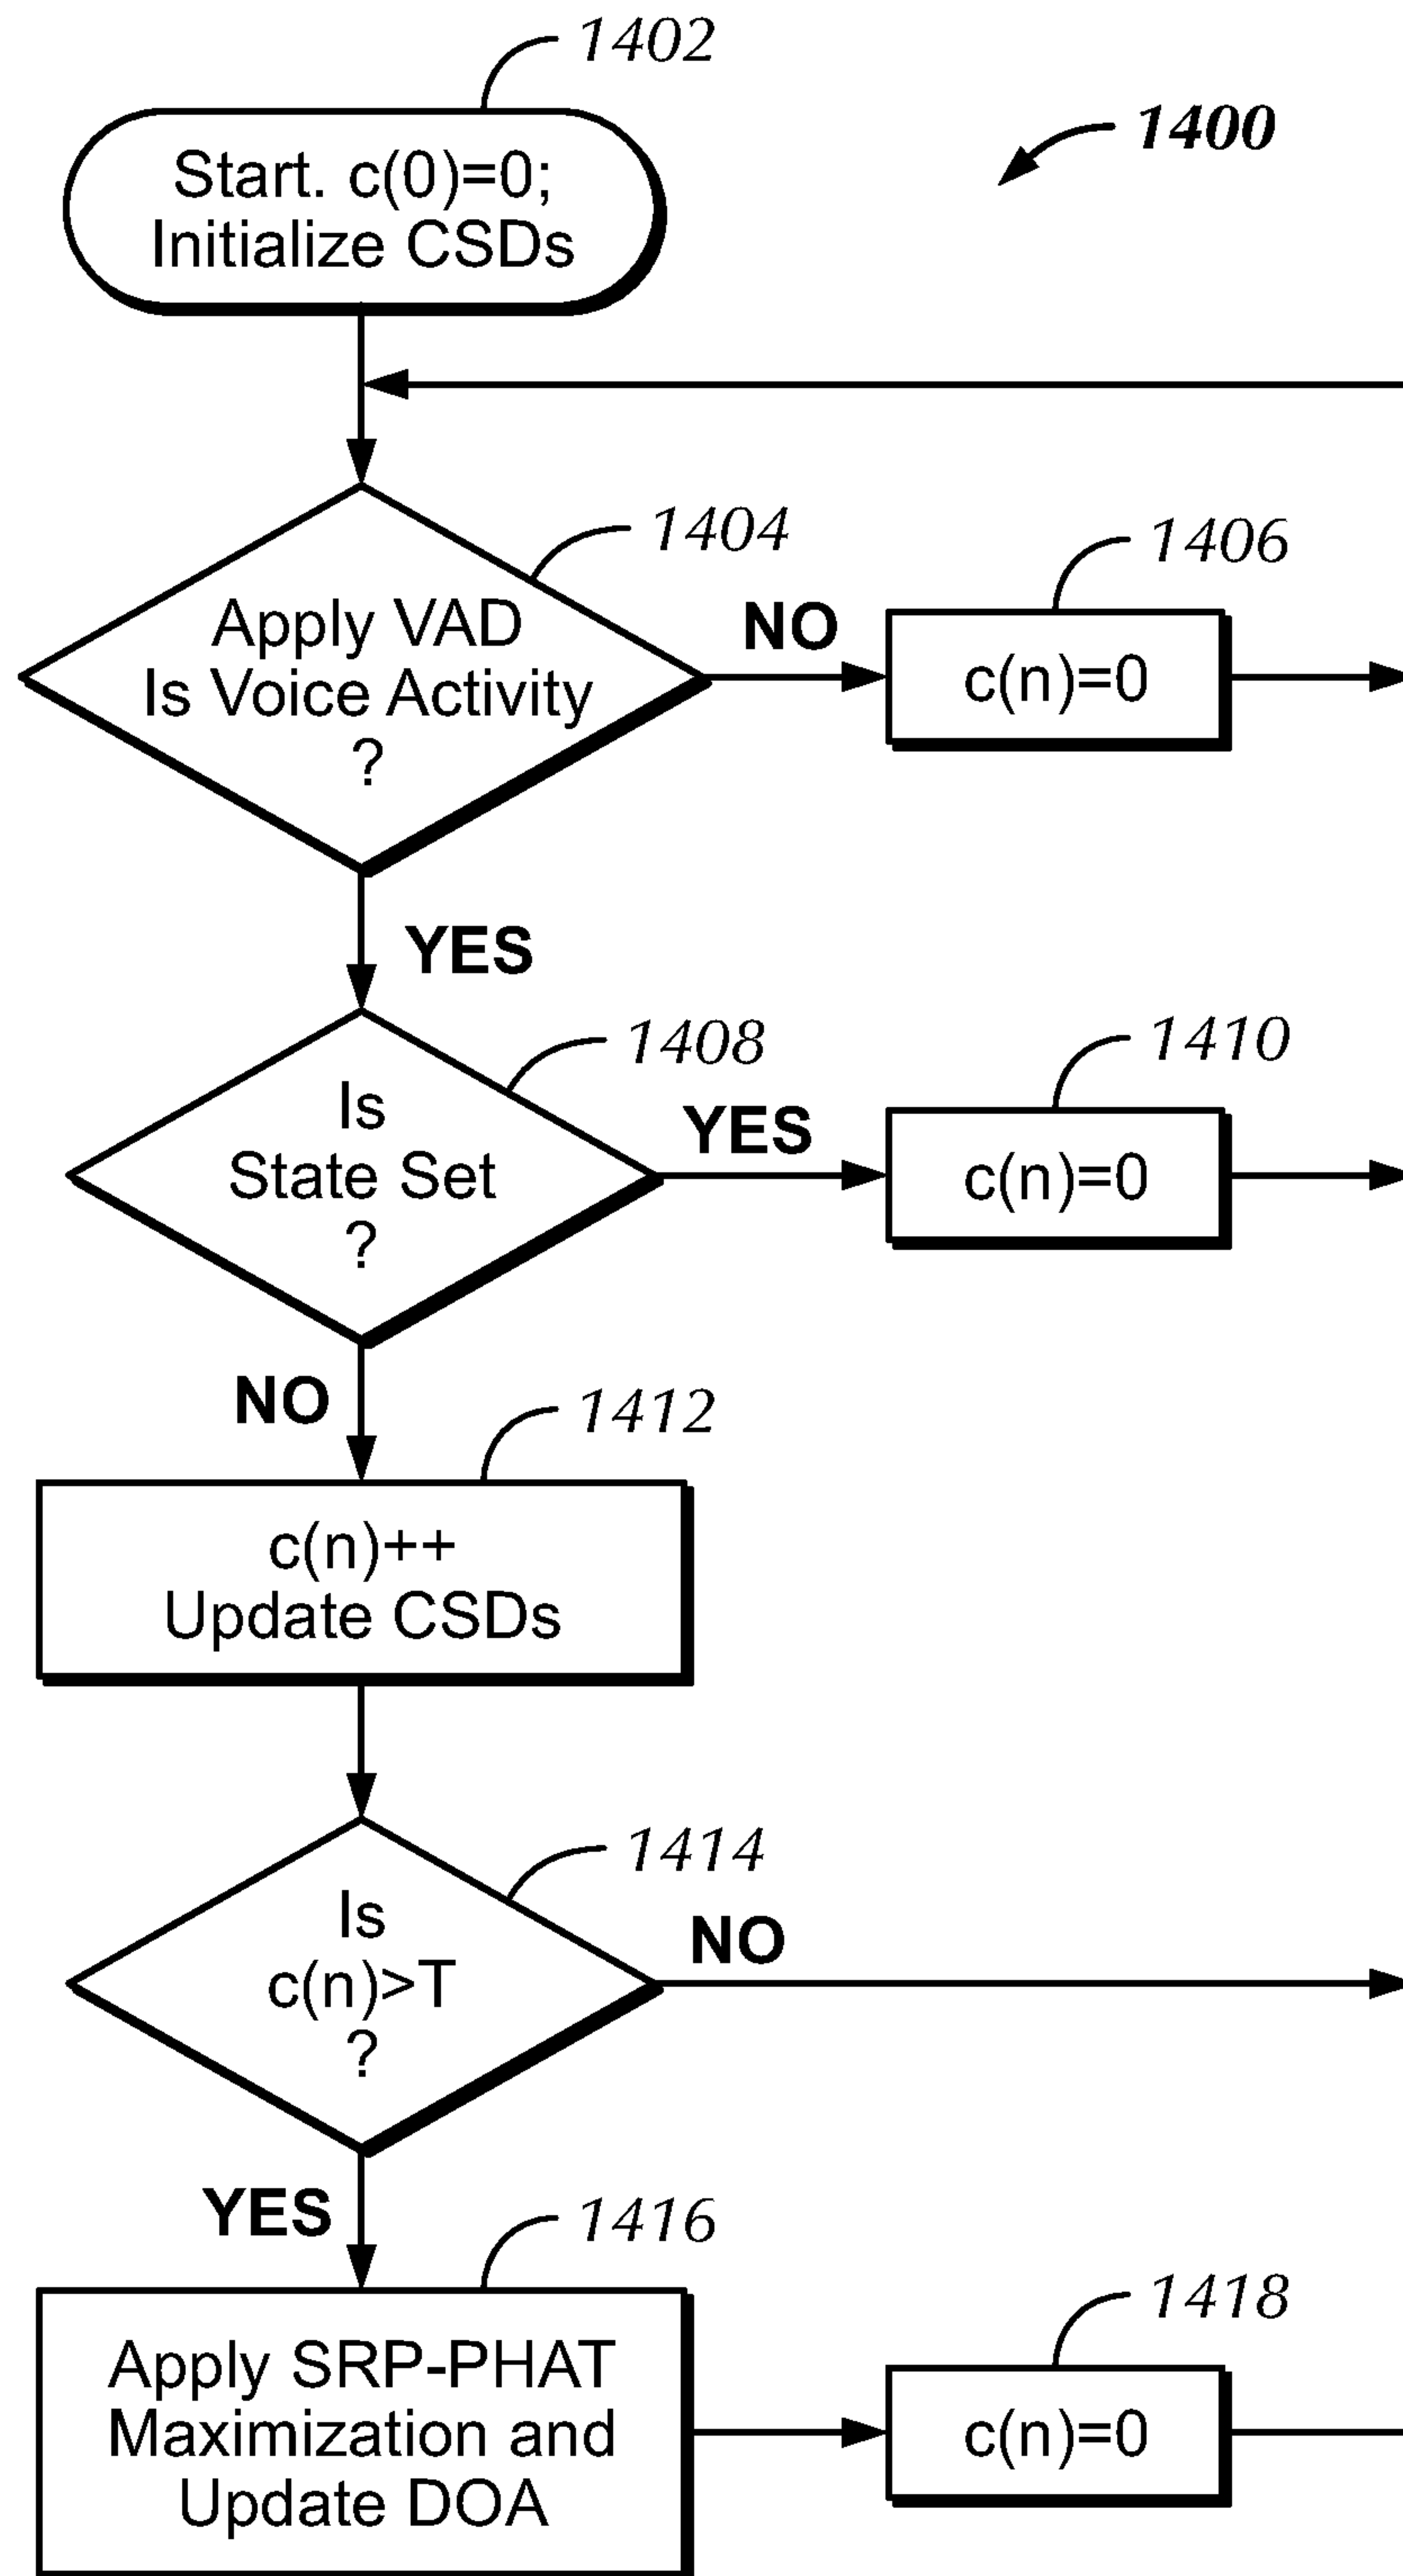 1402
1400
Start. c(0)=0;
Initialize CSDs
1404
Apply VAD
Is Voice Activity
?
NO
1406
c(n)=0
YES
1408
Is
State Set
?
YES
1410
c(n)=0
NO
1412
c(n)++
Update CSDs
1414
Is
c(n)>T
?
NO
YES
1416
Apply SRP-PHAT
Maximization and
Update DOA
1418
c(n)=0